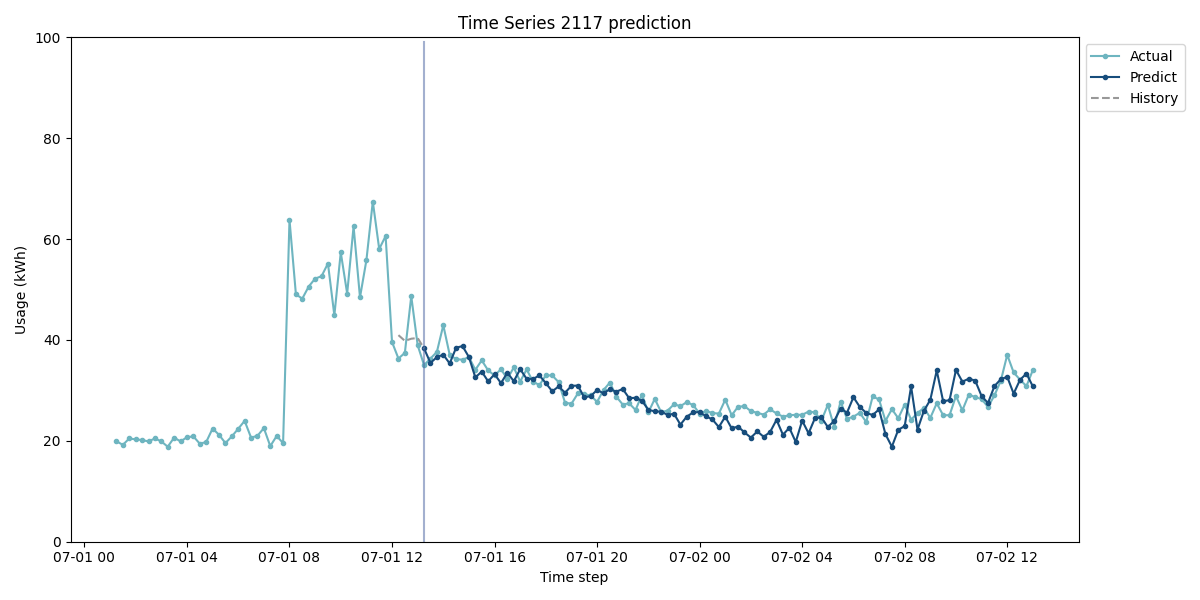 Time Series 2117 prediction
100
80
60
40
20
0
Usage (kWh)
07-01 00
07-01 04
07-01 08
07-01 12
07-01 16
07-01 20
07-02 00
07-02 04
07-02 08
07-02 12
Time step
Actual
Predict
History